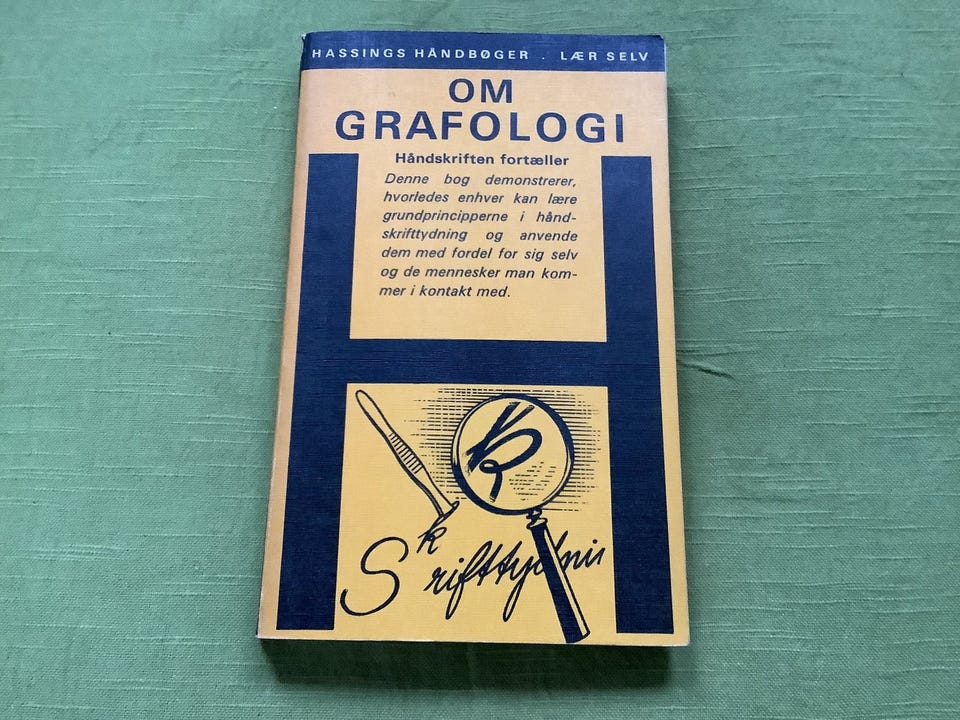 HASSINGS HÅNDBØGER . LÆR SELV
OM
GRAFOLOGI
Håndskriften fortæller
Denne bog demonstrerer,
hvorledes enhver kan lære
grundprincipperne i hånd-
skrifttydning og anvende
dem med fordel for sig selv
og de mennesker man kom-
mer i kontakt med.
k
Skrifttydnin